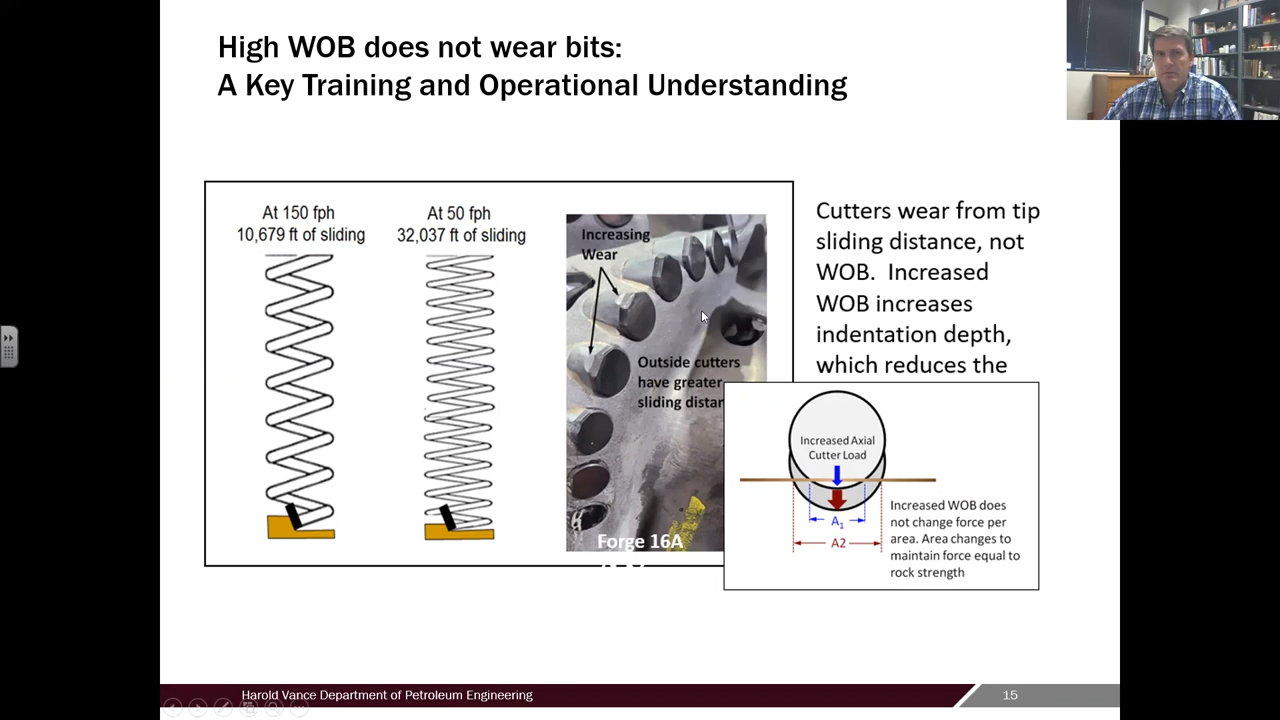 High WOB does not wear bits:
A Key Training and Operational Understanding
At 150 fph
10,679 ft of sliding
At 50 fph
32,037 ft of sliding
Increasing
Wear
Outside cutters
have greater
sliding distan
Forge 16A
Cutters wear from tip
sliding distance, not
WOB. Increased
WOB increases
indentation depth,
which reduces the
Increased Axial
Cutter Load
A1
A2
Increased WOB does
not change force per
area. Area changes to
maintain force equal to
rock strength
Harold Vance Department of Petroleum Engineering
15